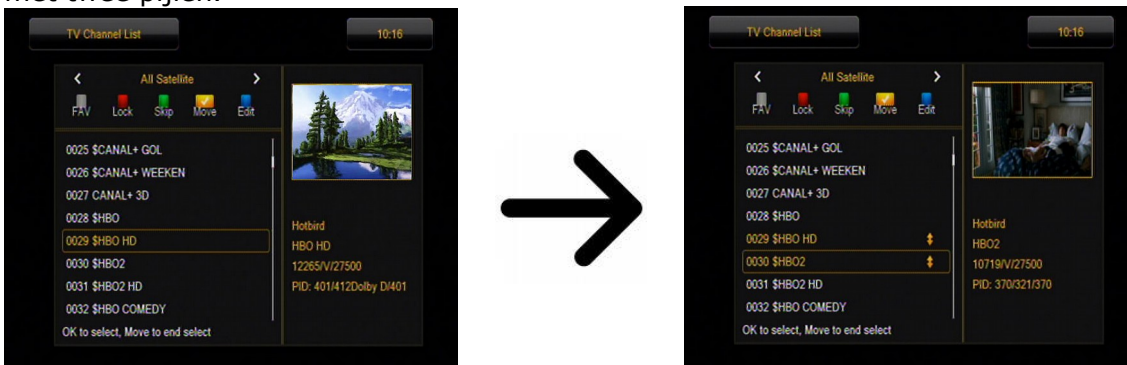 TV Channel List
10:16
All Satellite
FAV Lock Skip Move Edit
0025 $CANAL+ GOL
0026 $CANAL+ WEEKEN
0027 CANAL+ 3D
0028 $HBO
0029 $HBO HD
0030 $HBO2
0031 $HBO2 HD
0032 $HBO COMEDY
OK to select, Move to end select
Hotbird
HBO HD
12265/V/27500
PID: 401/412Dolby D/401
TV Channel List
10:16
All Satellite
FAV Lock Skip Move Edit
0025 $CANAL+ GOL
0026 $CANAL+ WEEKEN
0027 CANAL+ 3D
0028 $HBO
0029 $HBO HD
0030 $HBO2
0031 $HBO2 HD
0032 $HBO COMEDY
OK to select, Move to end select
Hotbird
HBO2
10719/V/27500
PID: 370/321/370